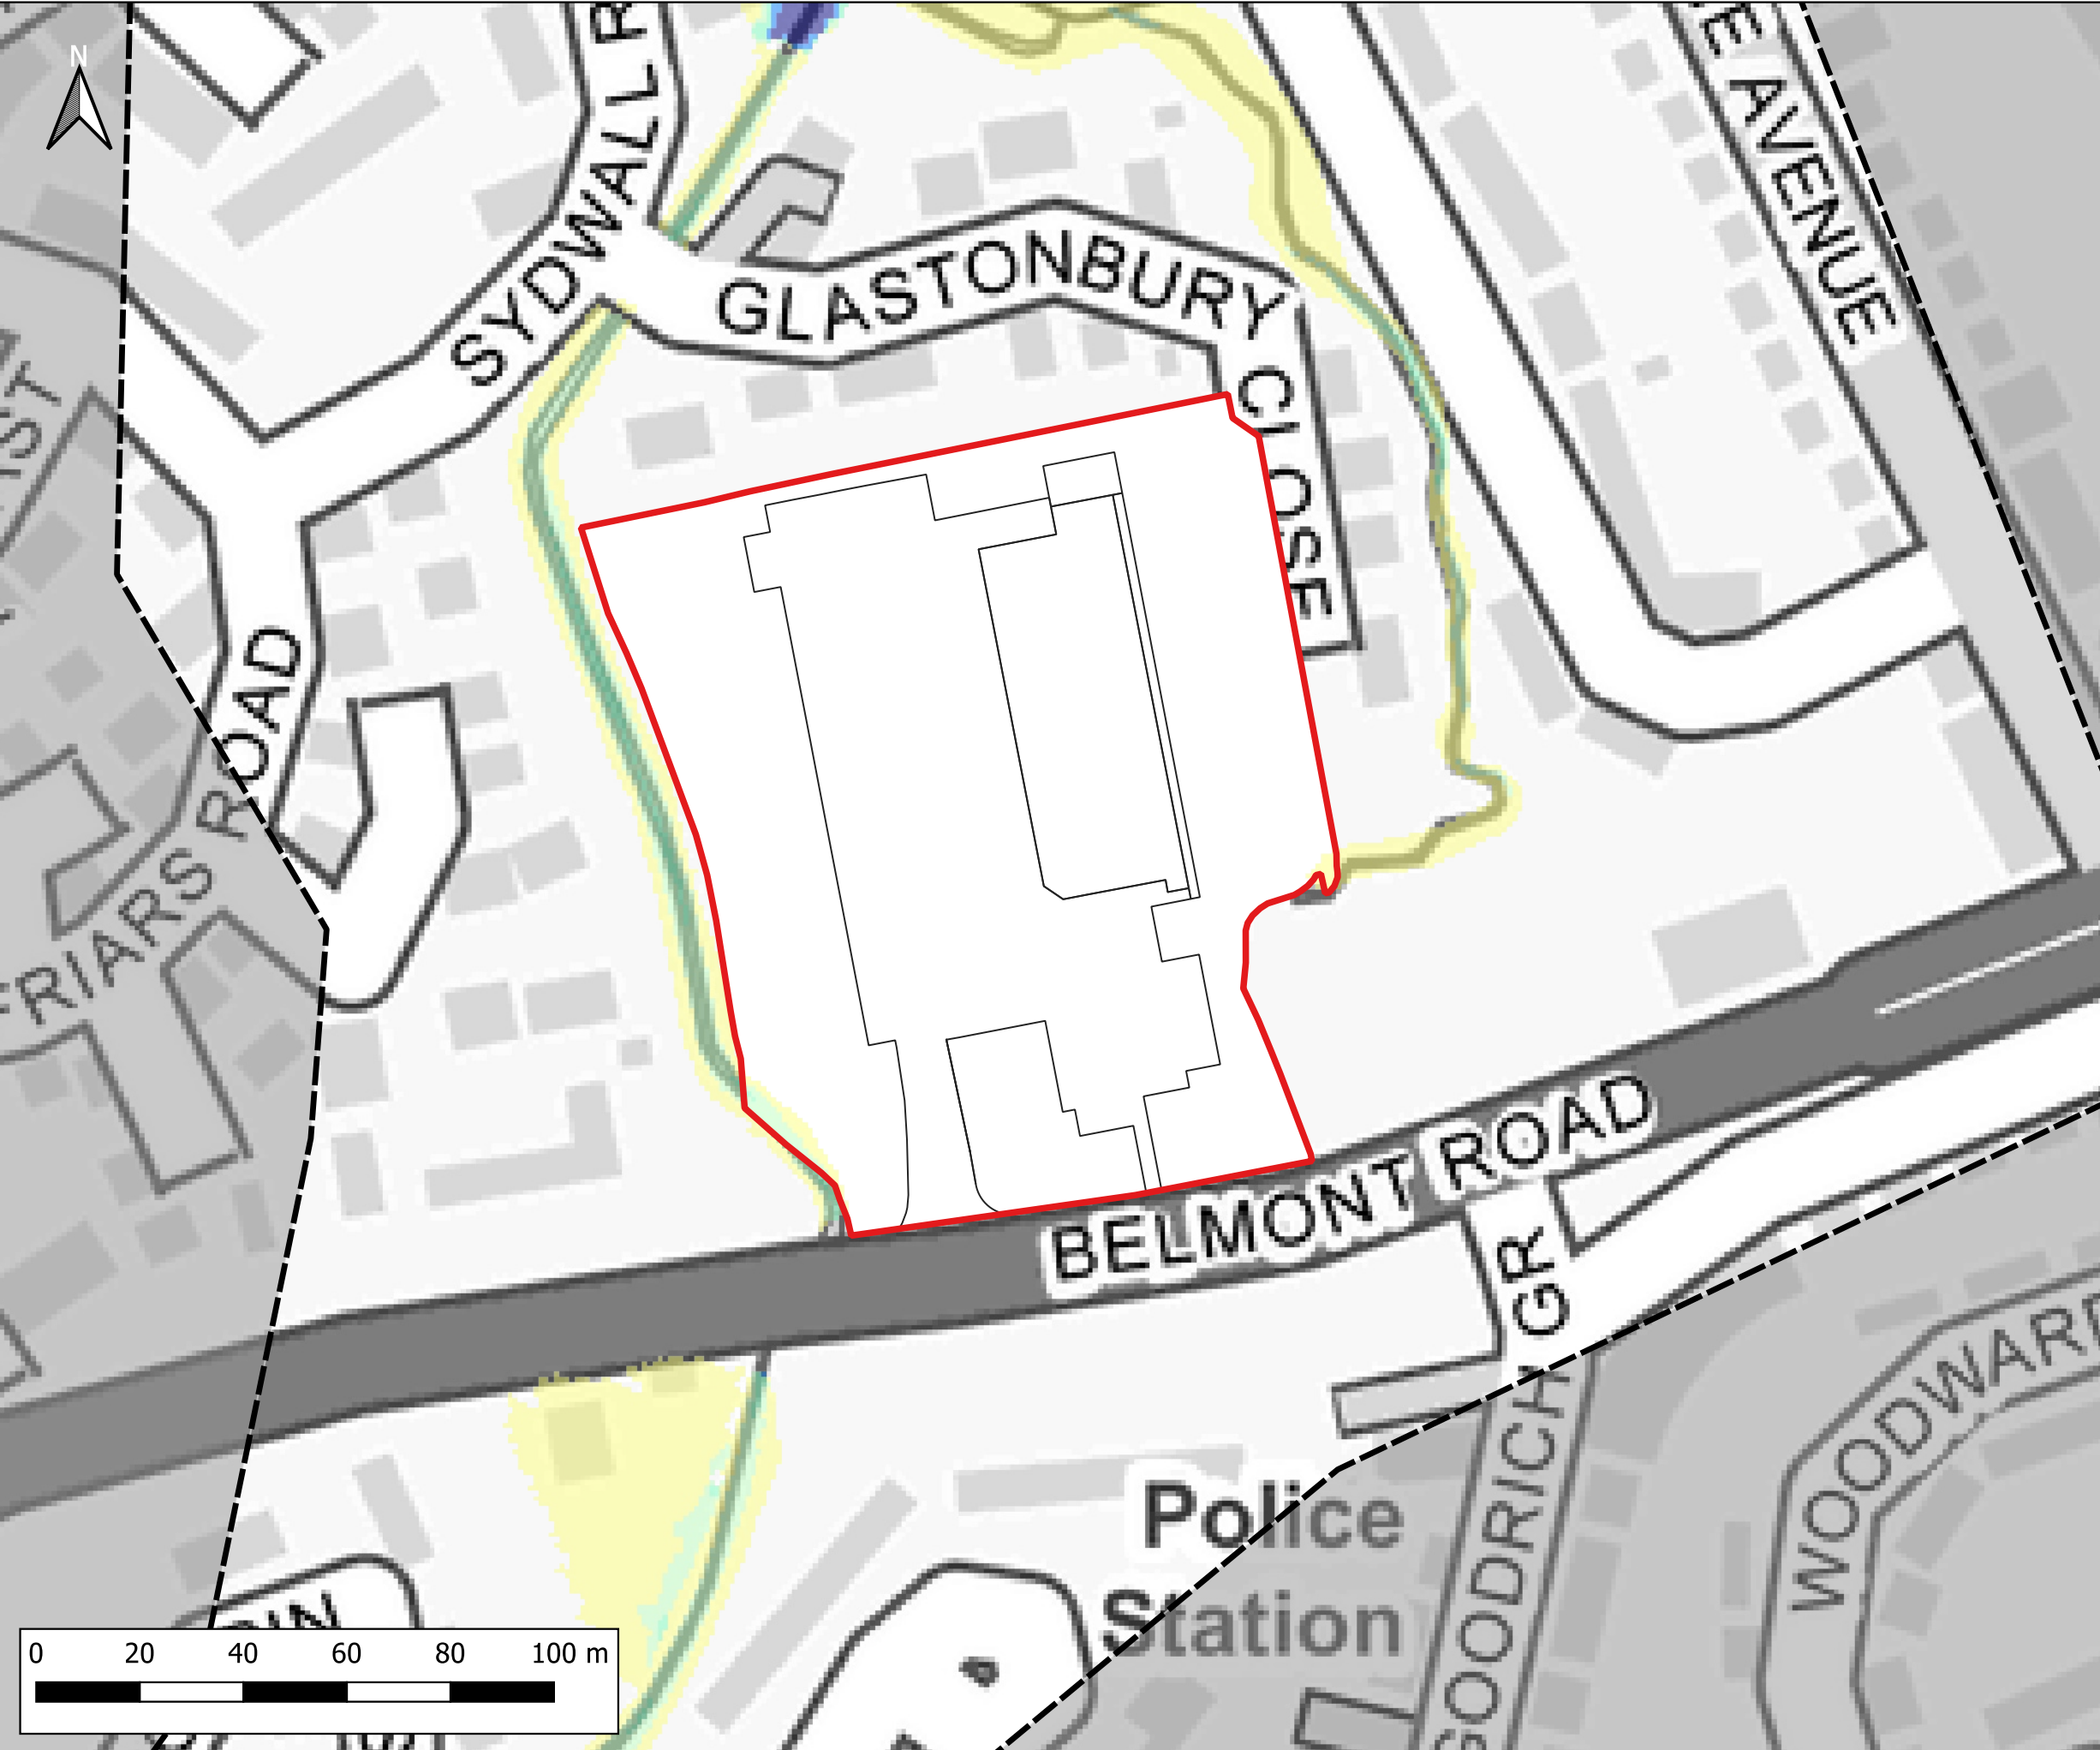 N
SYDWALL R
E AVENUE
GLASTONBURY
CLOSE
FRIARS ROAD
BELMONT ROAD
GOODRICH GR
WOODWARD
Police
Station
0 20 40 60 80 100 m